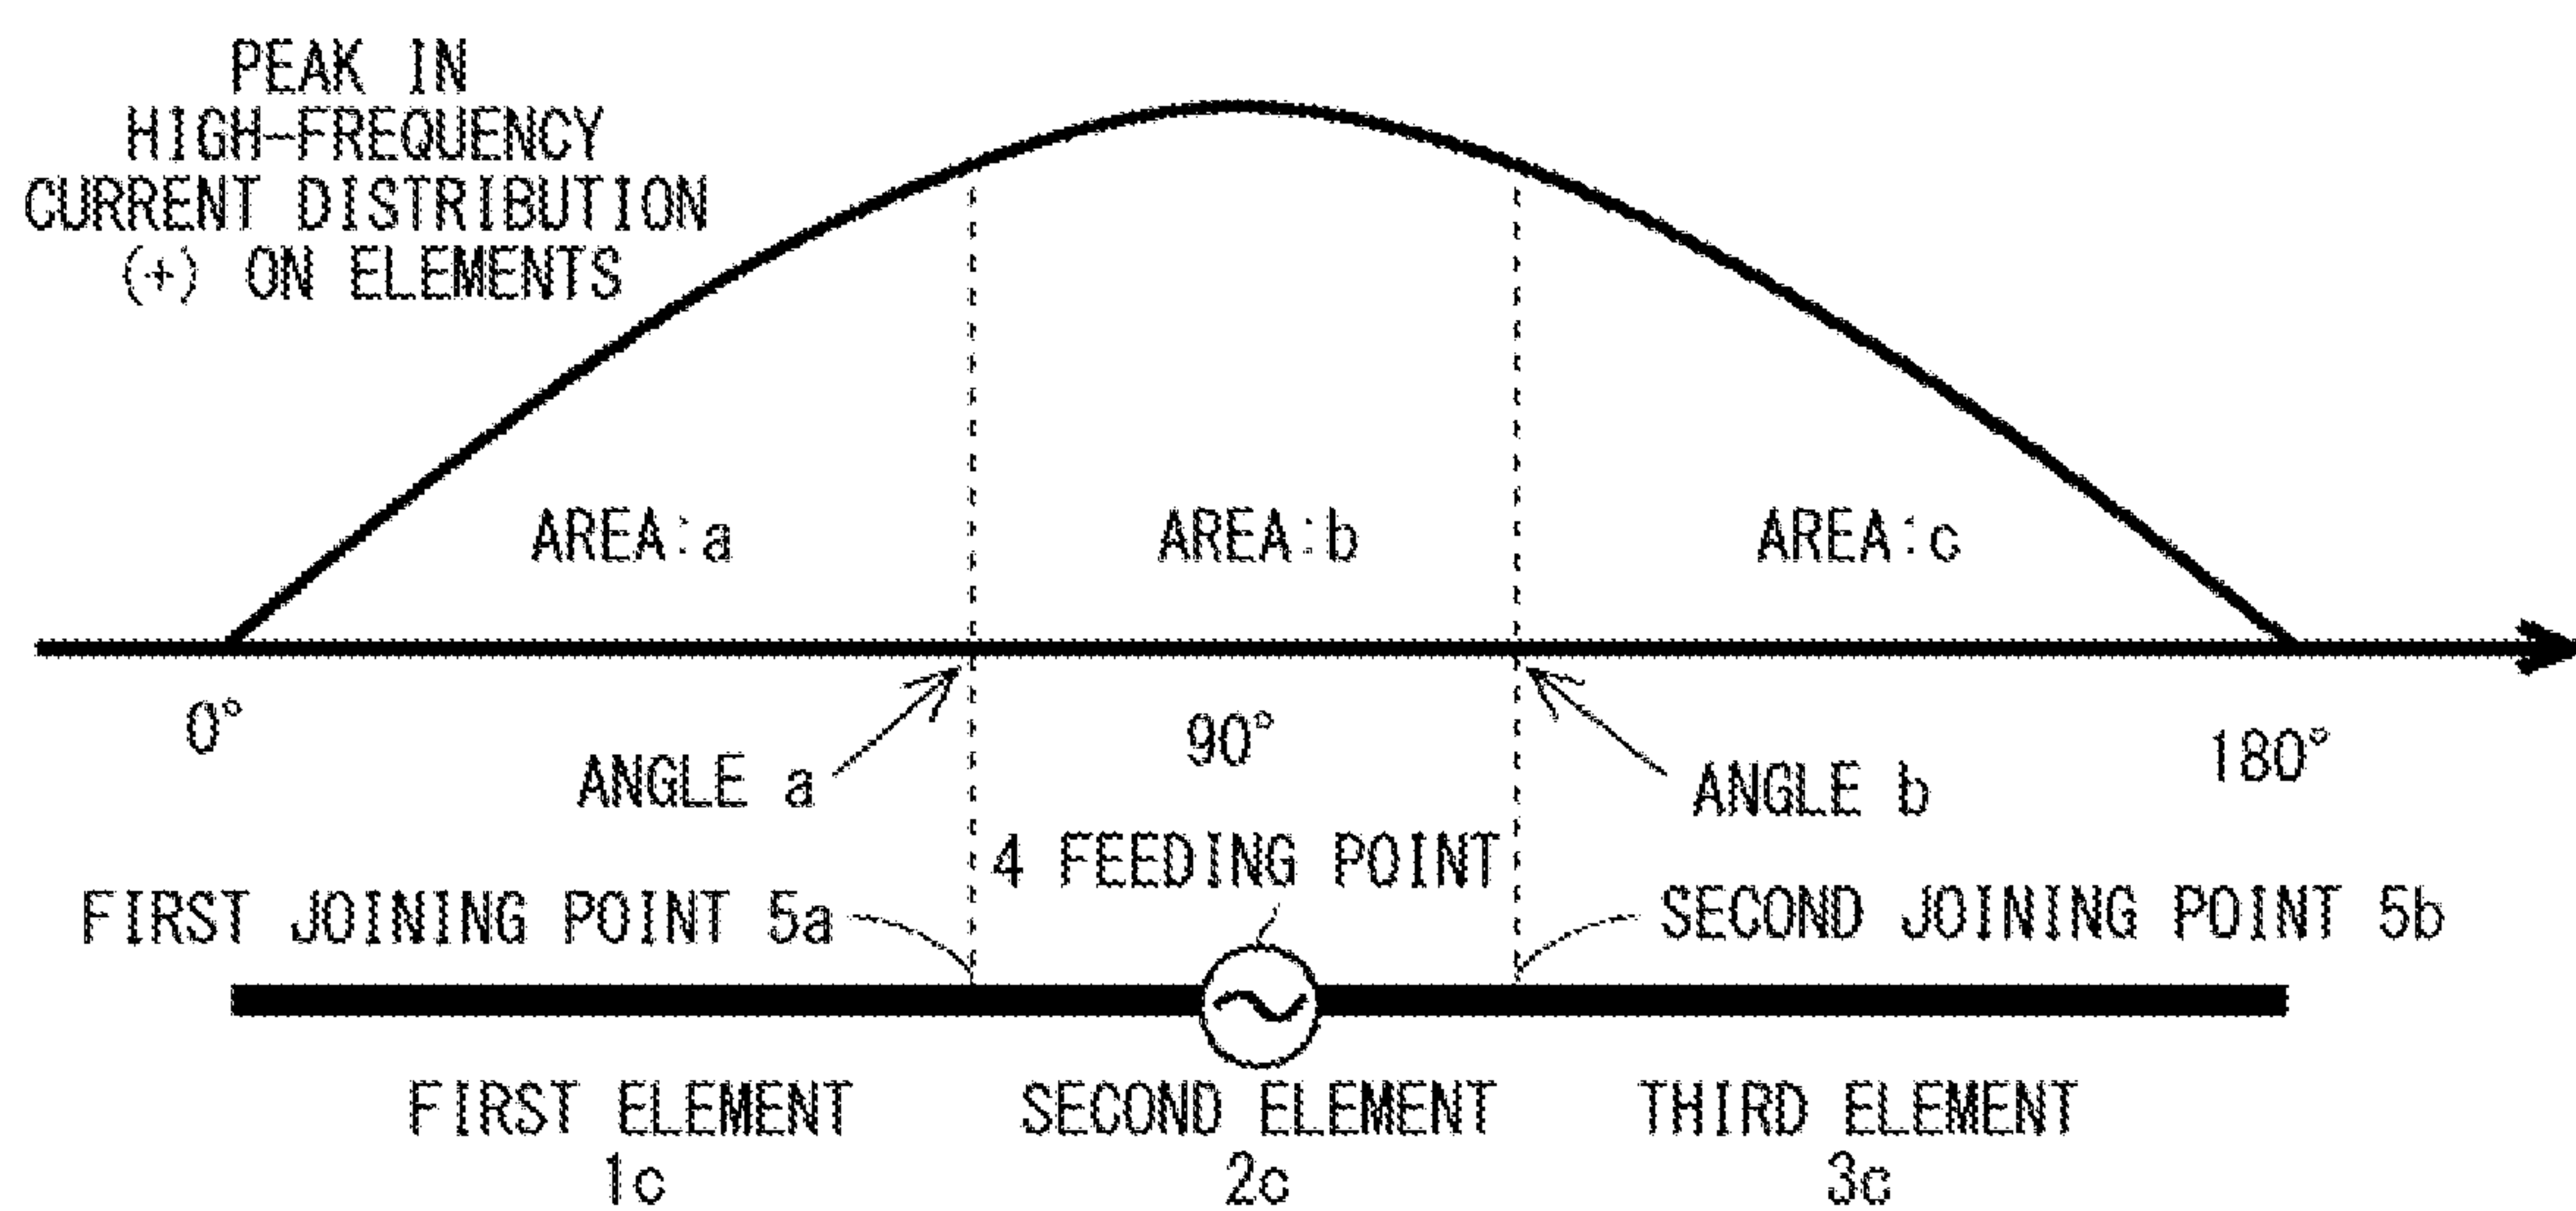 PEAK IN
HIGH-FREQUENCY
CURRENT DISTRIBUTION
(+) ON ELEMENTS
AREA:a
AREA:b
AREA:c
0°
90°
180°
ANGLE a
ANGLE b
4 FEEDING POINT
FIRST JOINING POINT 5a
SECOND JOINING POINT 5b
FIRST ELEMENT
1c
SECOND ELEMENT
2c
THIRD ELEMENT
3c